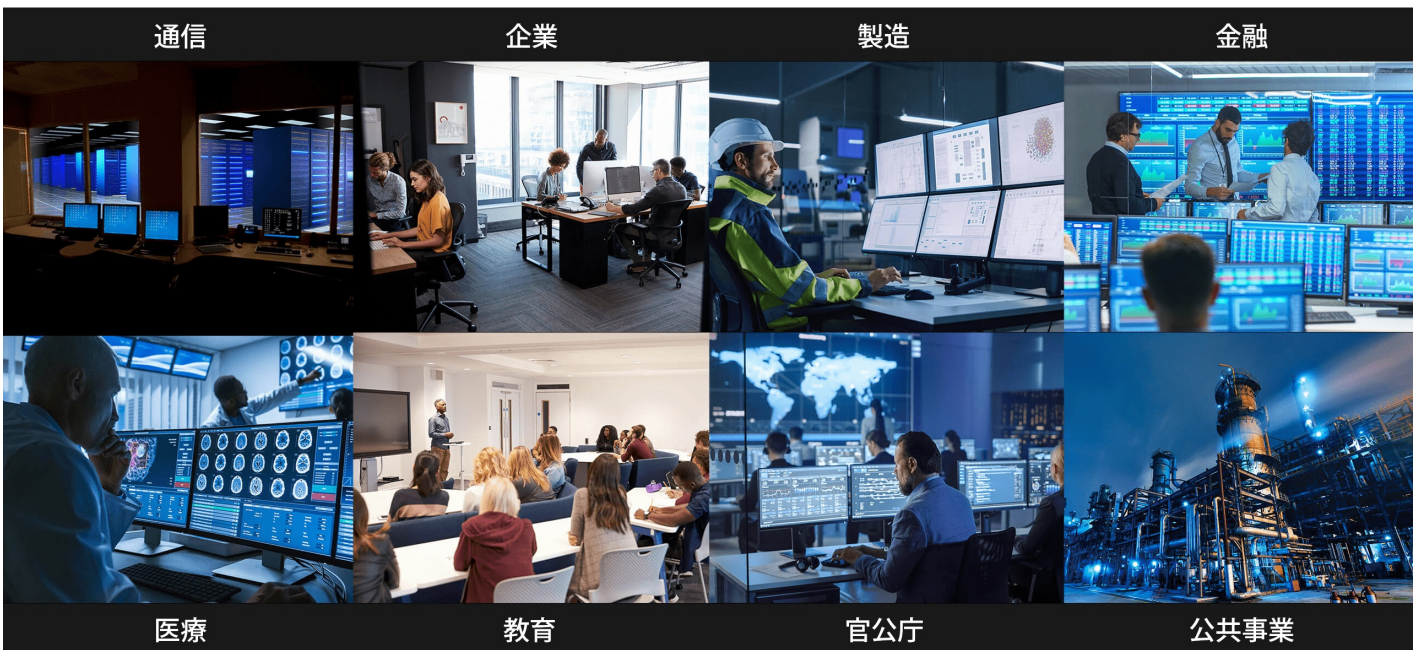 通信
企業
製造
金融
医療
教育
官公庁
公共事業